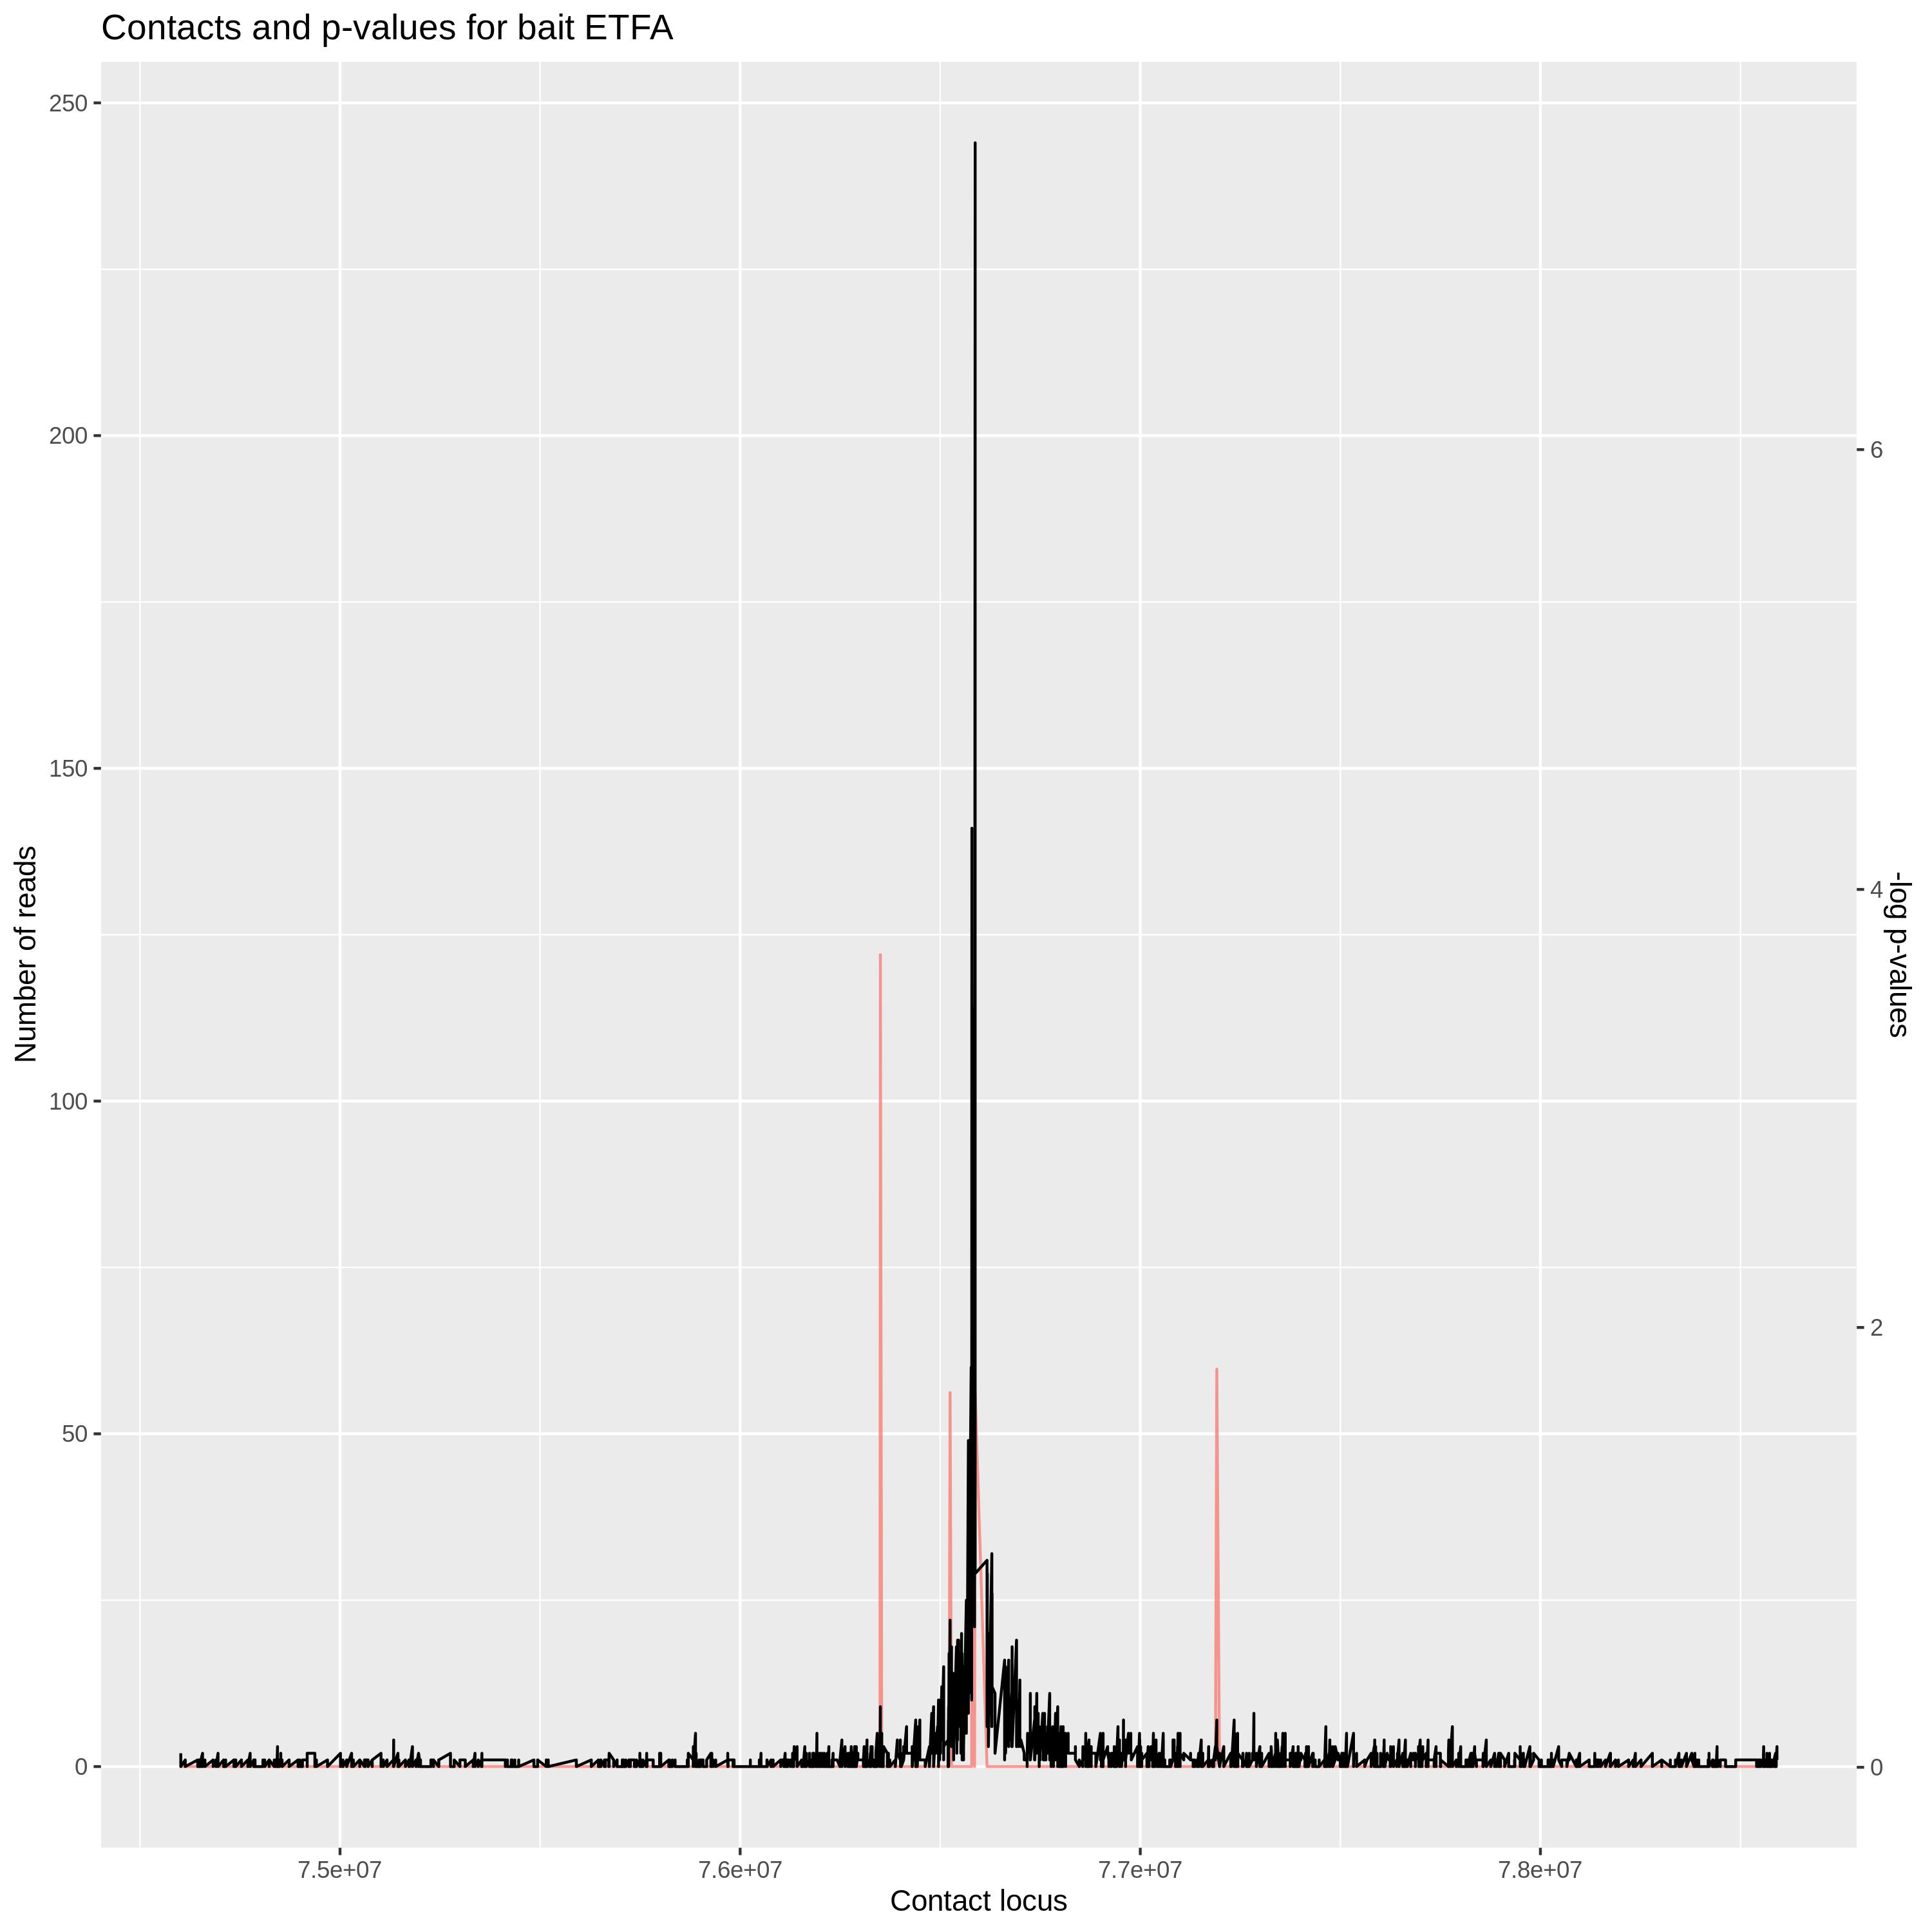 Contacts and p-values for bait ETFA
250
200
150
100
50
0
Number of reads
6
4
2
0
-log p-values
7.5e+07
7.6e+07
7.7e+07
7.8e+07
Contact locus